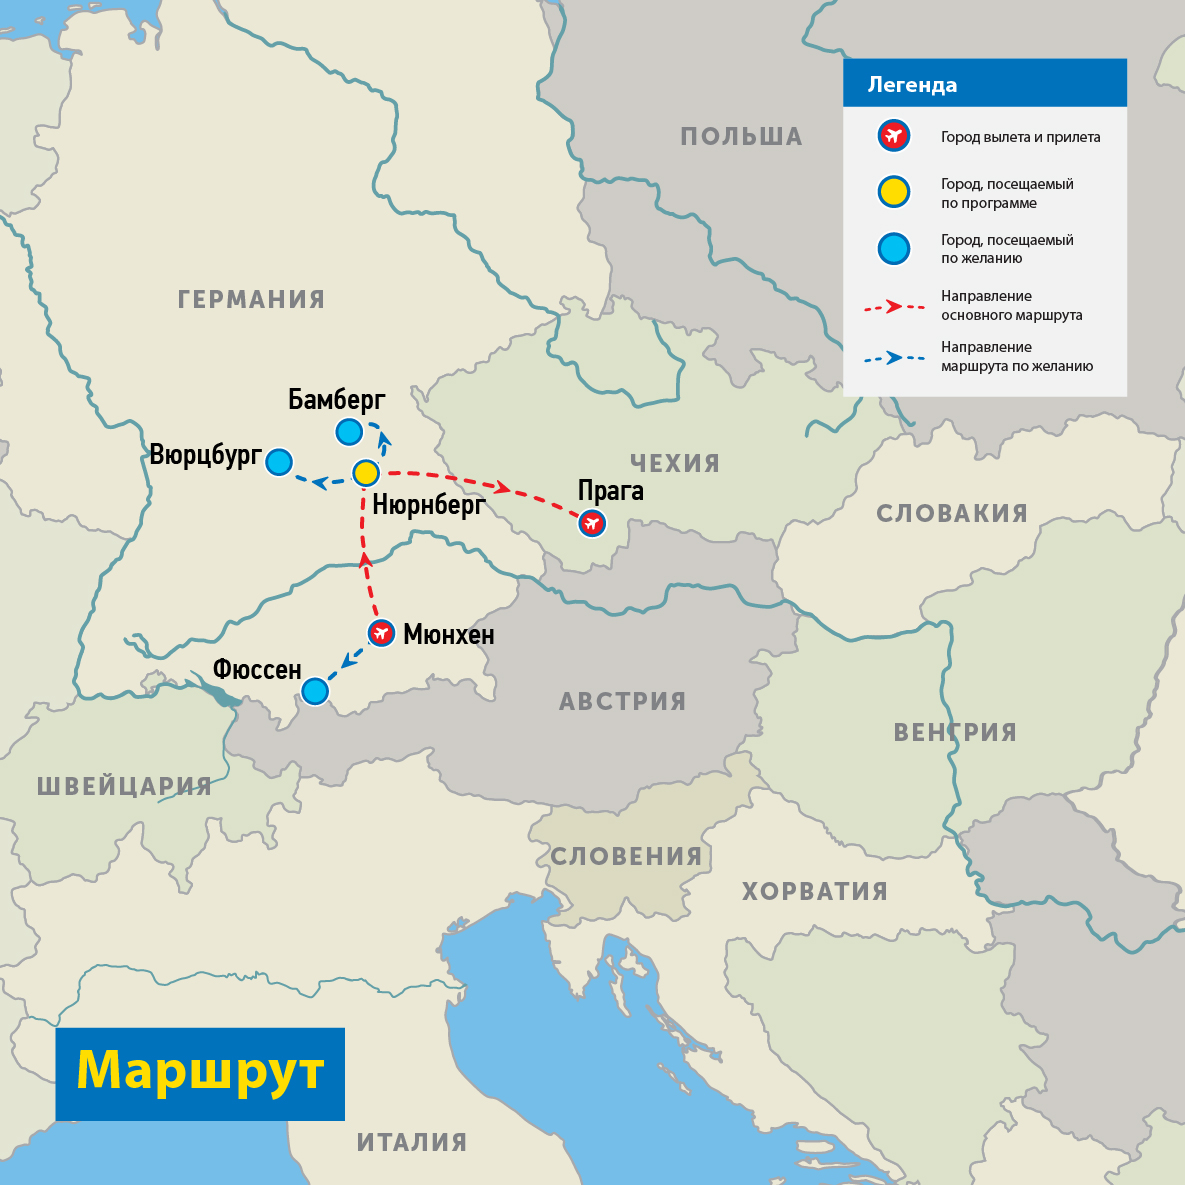 Легенда
Город вылета и прилета
Город, посещаемый
по программе
Город, посещаемый
по желанию
Направление
основного маршрута
Направление
маршрута по желанию
ПОЛЬША
ГЕРМАНИЯ
Бамберг
Вюрцбург
Нюрнберг
ЧЕХИЯ
Прага
СЛОВАКИЯ
Мюнхен
Фюссен
АВСТРИЯ
ВЕНГРИЯ
ШВЕЙЦАРИЯ
СЛОВЕНИЯ
ХОРВАТИЯ
Маршрут
ИТАЛИЯ